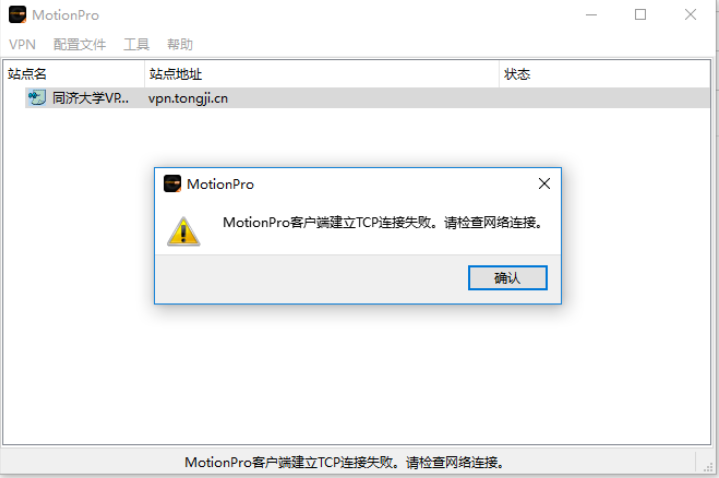 MotionPro
VPN 配置文件 工具 帮助
站点名 站点地址 状态
同济大学VP... vpn.tongji.cn
MotionPro
MotionPro客户端建立TCP连接失败。请检查网络连接。
确认
MotionPro客户端建立TCP连接失败。请检查网络连接。